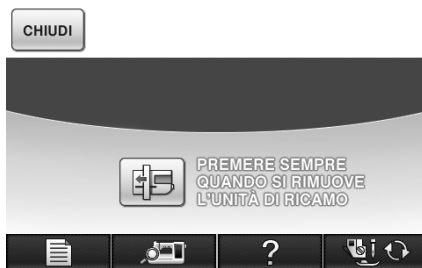 CHIUDI
PREMERE SEMPRE
QUANDO SI RIMUOVE
L'UNITÀ DI RICAMO
?